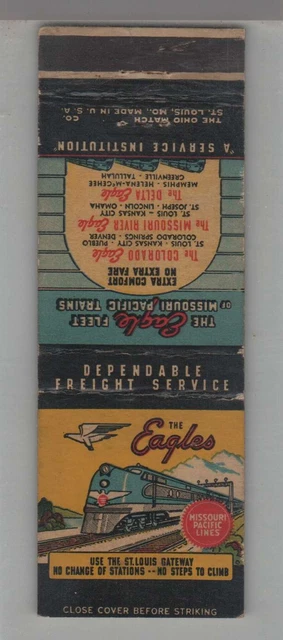 THE OHIO MATCH CO.
ST. LOUIS, MO., MADE IN U. S. A.
"A SERVICE INSTITUTION"
THE Eagle FLEET
OF MISSOURI PACIFIC TRAINS
EXTRA COMFORT
NO EXTRA FARE
The COLORADO Eagle
ST. LOUIS - KANSAS CITY - PUEBLO
COLORADO SPRINGS - DENVER
The MISSOURI RIVER Eagle
ST. LOUIS - KANSAS CITY
ST. JOSEPH - LINCOLN - OMAHA
The DELTA Eagle
MEMPHIS - HELENA - McGEHEE
GREENVILLE - TALLULAH
DEPENDABLE
FREIGHT SERVICE
THE
Eagles
MISSOURI
PACIFIC
LINES
USE THE ST. LOUIS GATEWAY
NO CHANGE OF STATIONS -- NO STEPS TO CLIMB
CLOSE COVER BEFORE STRIKING